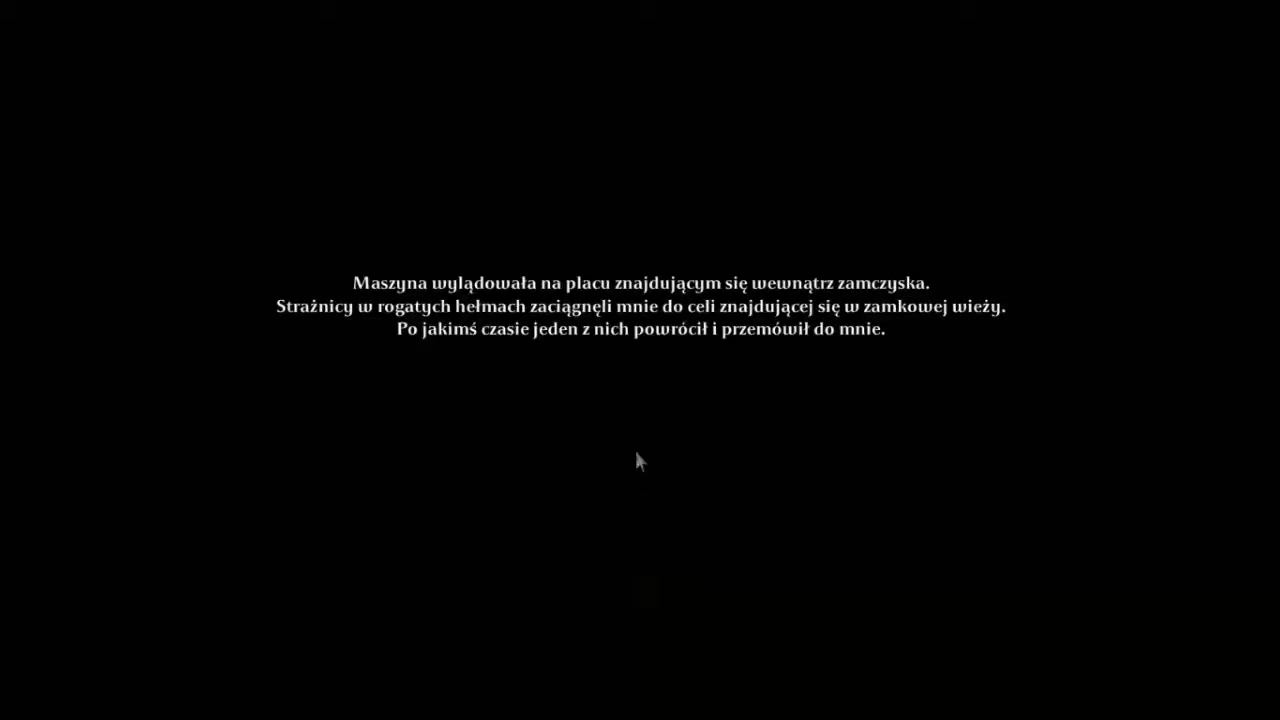 Maszyna wylądowała na placu znajdującym się wewnątrz zamczyska.
Strażnicy w rogatych hełmach zaciągnęli mnie do celi znajdującej się w zamkowej wieży.
Po jakimś czasie jeden z nich powrócił i przemówił do mnie.